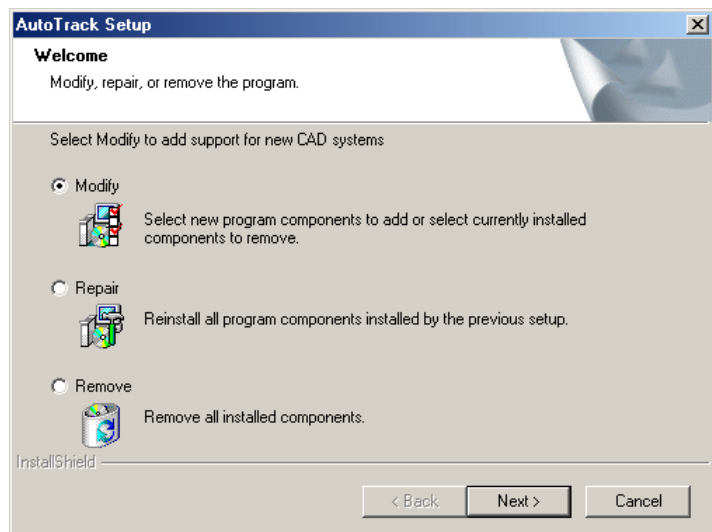 AutoTrack Setup
Welcome
Modify, repair, or remove the program.
Select Modify to add support for new CAD systems
Modify
Select new program components to add or select currently installed
components to remove.
Repair
Reinstall all program components installed by the previous setup.
Remove
Remove all installed components.
InstallShield
< Back Next > Cancel